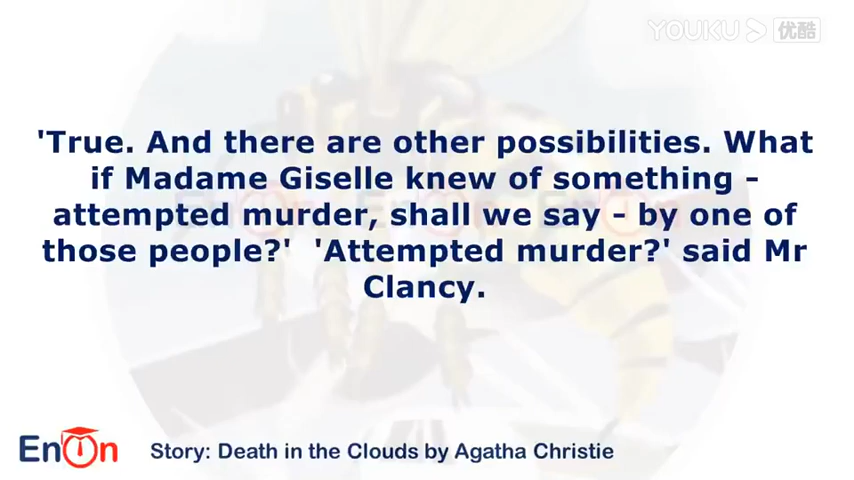 YOUKU 优酷
'True. And there are other possibilities. What
if Madame Giselle knew of something -
attempted murder, shall we say - by one of
those people?'  'Attempted murder?' said Mr
Clancy.
EnOn
Story: Death in the Clouds by Agatha Christie